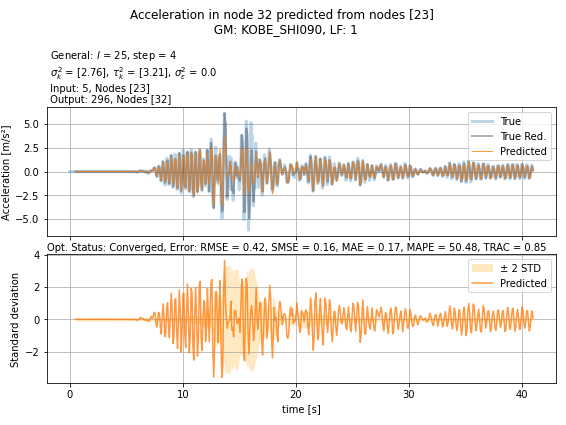 Acceleration in node 32 predicted from nodes [23]
GM: KOBE_SHI090, LF: 1
General: l = 25, step = 4
σ²ₖ = [2.76], τ²ₖ = [3.21], σ²ε = 0.0
Input: 5, Nodes [23]
Output: 296, Nodes [32]
Acceleration [m/s²]
5.0
2.5
0.0
−2.5
−5.0
True
True Red.
Predicted
Opt. Status: Converged, Error: RMSE = 0.42, SMSE = 0.16, MAE = 0.17, MAPE = 50.48, TRAC = 0.85
Standard deviation
4
2
0
−2
± 2 STD
Predicted
0
10
20
30
40
time [s]